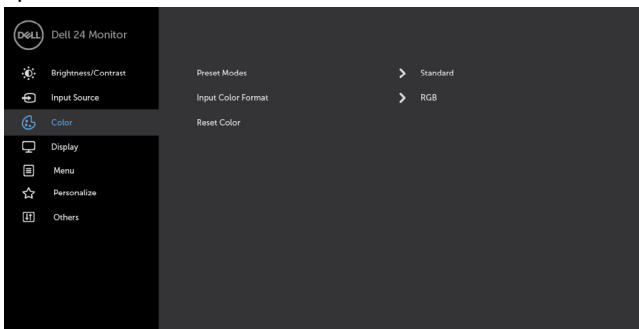 DELL Dell 24 Monitor
Brightness/Contrast Preset Modes Standard
Input Source Input Color Format RGB
Color Reset Color
Display
Menu
Personalize
Others